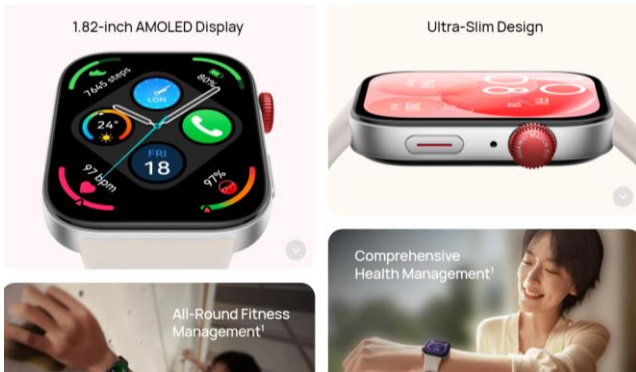 1.82-inch AMOLED Display
7645 steps
80%
LON
24°
FRI
18
97 bpm
97%
Ultra-Slim Design
All-Round Fitness
Management¹
Comprehensive
Health Management¹